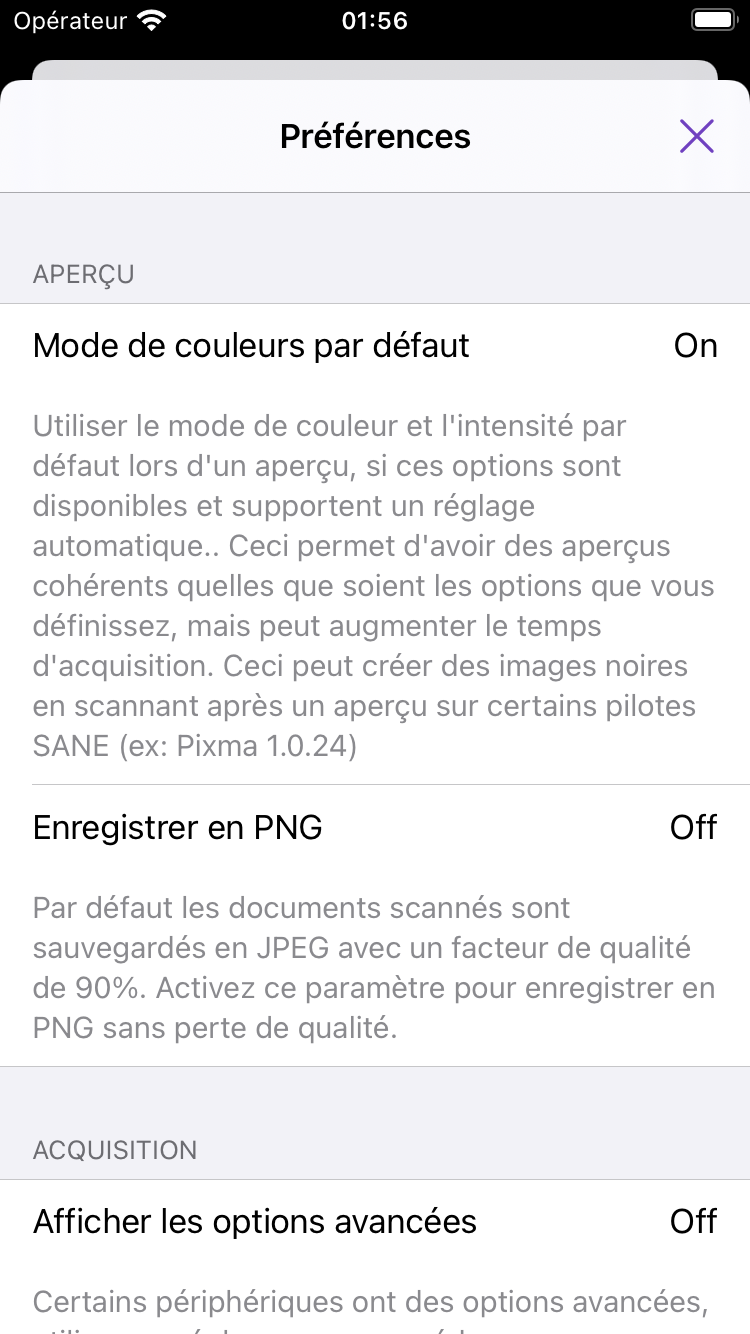 Opérateur 01:56
Préférences
APERÇU
Mode de couleurs par défaut On
Utiliser le mode de couleur et l'intensité par
défaut lors d'un aperçu, si ces options sont
disponibles et supportent un réglage
automatique.. Ceci permet d'avoir des aperçus
cohérents quelles que soient les options que vous
définissez, mais peut augmenter le temps
d'acquisition. Ceci peut créer des images noires
en scannant après un aperçu sur certains pilotes
SANE (ex: Pixma 1.0.24)
Enregistrer en PNG Off
Par défaut les documents scannés sont
sauvegardés en JPEG avec un facteur de qualité
de 90%. Activez ce paramètre pour enregistrer en
PNG sans perte de qualité.
ACQUISITION
Afficher les options avancées Off
Certains périphériques ont des options avancées,